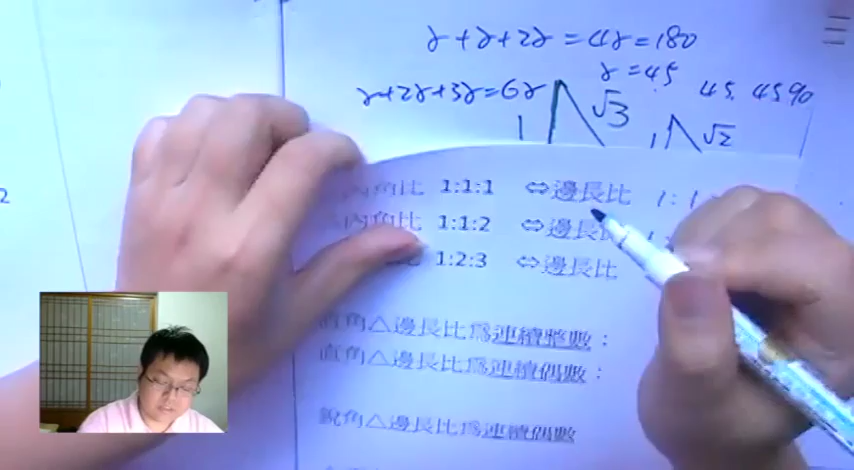 γ+γ+2γ=4γ=180
γ=45 45. 45 90
γ+2γ+3γ=6γ
1 √3 1 √2
內角比 1:1:1 ⇔邊長比 1:1
內角比 1:1:2 ⇔邊長比 1
1:2:3 ⇔邊長比
直角△邊長比為連續整數：
直角△邊長比為連續偶數：
銳角△邊長比為連續偶數
2